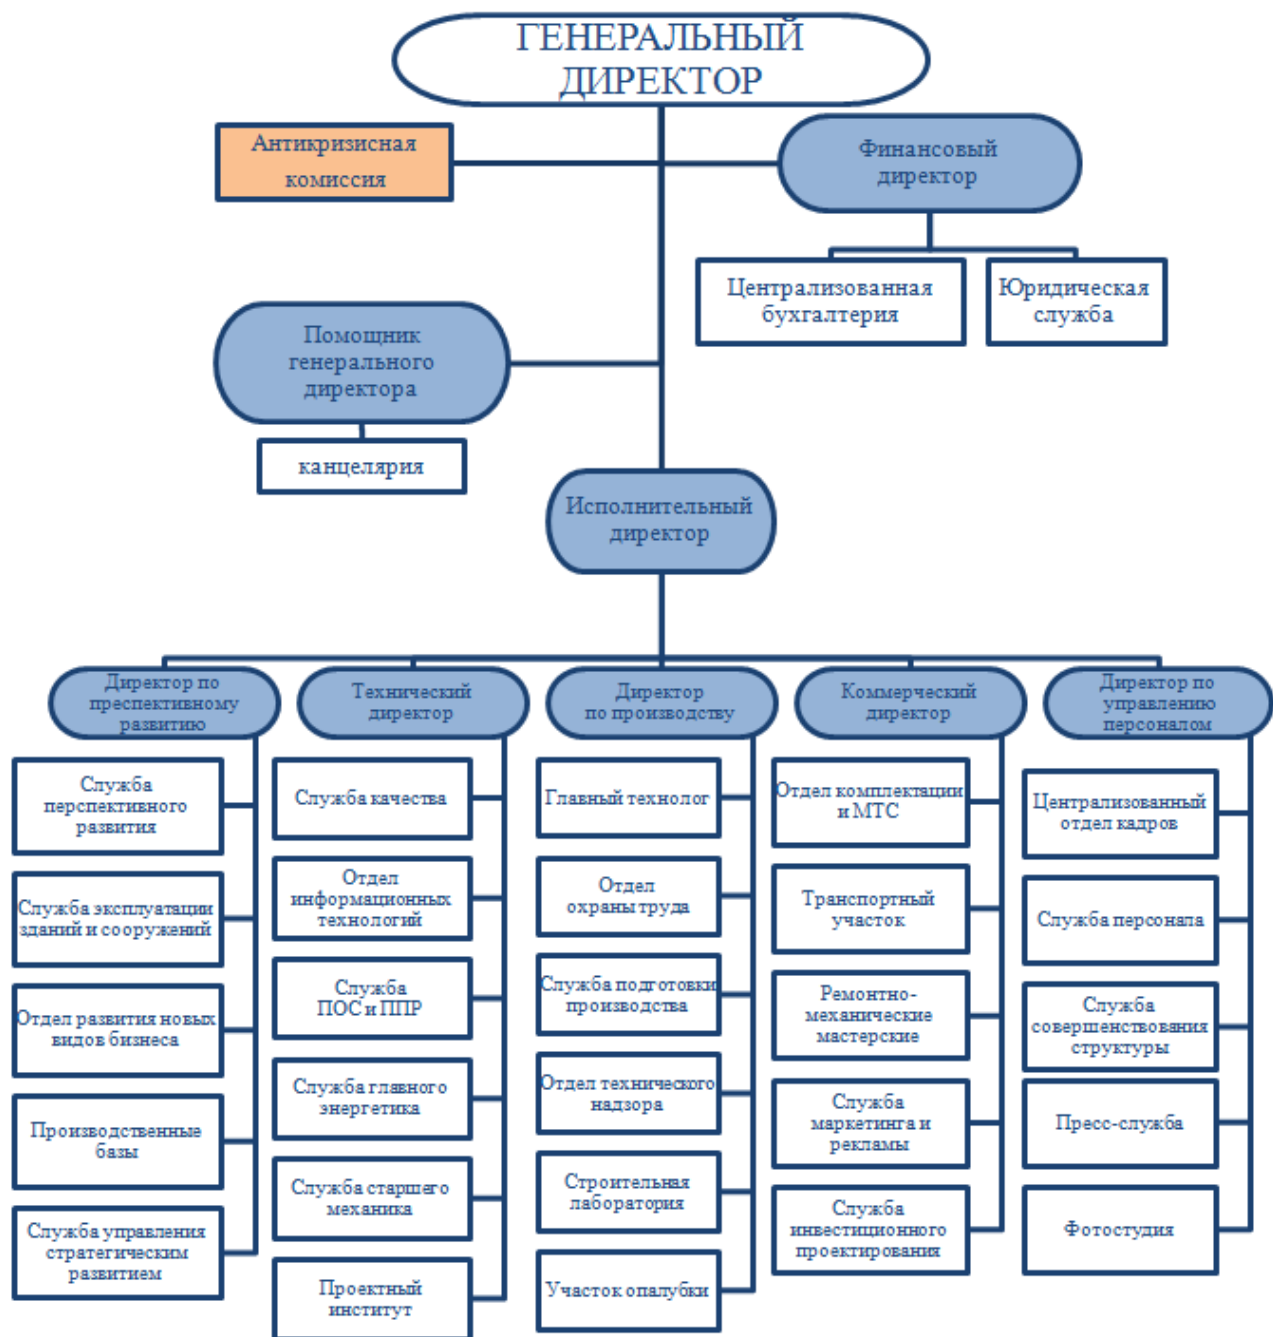 ГЕНЕРАЛЬНЫЙ
ДИРЕКТОР
Антикризисная
комиссия
Финансовый
директор
Централизованная
бухгалтерия
Юридическая
служба
Помощник
генерального
директора
канцелярия
Исполнительный
директор
Директор по
преспективному
развитию
Служба
перспективного
развития
Служба эксплуатации
зданий и сооружений
Отдел развития новых
видов бизнеса
Производственные
базы
Служба управления
стратегическим
развитием
Технический
директор
Служба качества
Отдел
информационных
технологий
Служба
ПОС и ППР
Служба главного
энергетика
Служба старшего
механика
Проектный
институт
Директор
по производству
Главный технолог
Отдел
охраны труда
Служба подготовки
производства
Отдел технического
надзора
Строительная
лаборатория
Участок опалубки
Коммерческий
директор
Отдел комплектации
и МТС
Транспортный
участок
Ремонтно-
механические
мастерские
Служба
маркетинга и
рекламы
Служба
инвестиционного
проектирования
Директор по
управлению
персоналом
Централизованный
отдел кадров
Служба персонала
Служба
совершенствования
структуры
Пресс-служба
Фотостудия